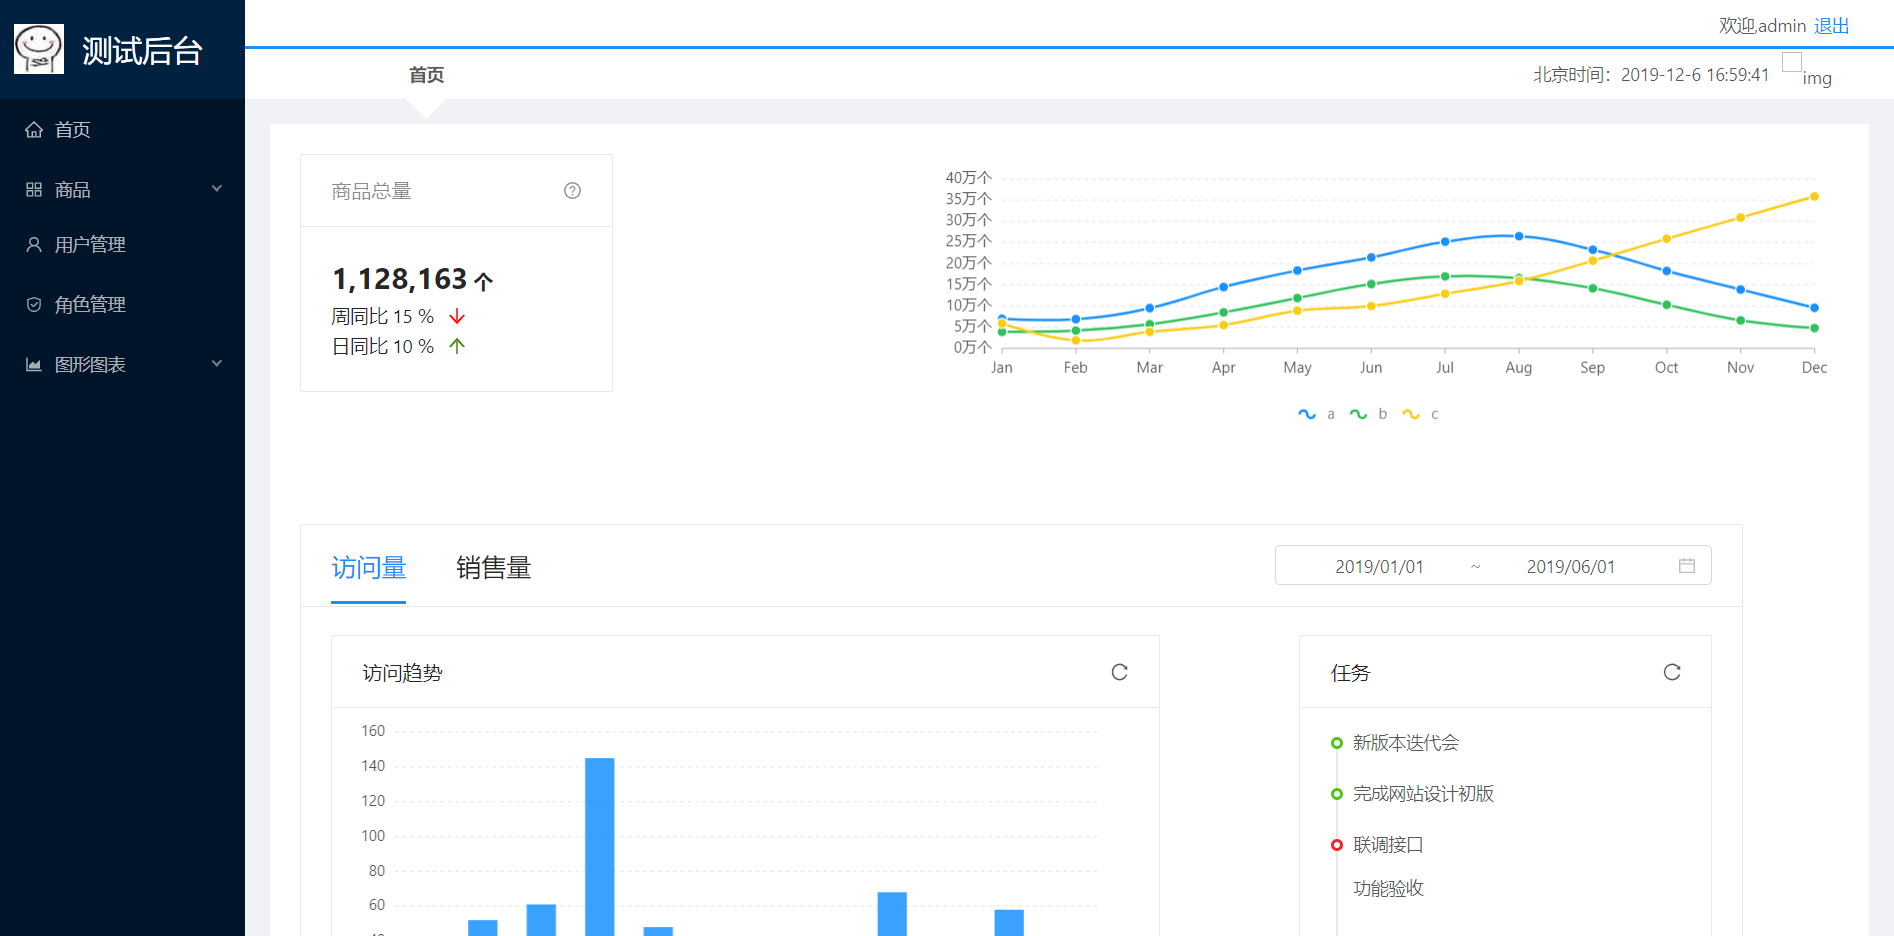 测试后台
欢迎,admin 退出
首页
北京时间：2019-12-6 16:59:41
img
首页
商品
用户管理
角色管理
图形图表
商品总量
1,128,163 个
周同比 15 %
日同比 10 %
40万个
35万个
30万个
25万个
20万个
15万个
10万个
5万个
0万个
Jan Feb Mar Apr May Jun Jul Aug Sep Oct Nov Dec
a b c
访问量 销售量
2019/01/01 ~ 2019/06/01
访问趋势
160
140
120
100
80
60
任务
新版本迭代会
完成网站设计初版
联调接口
功能验收